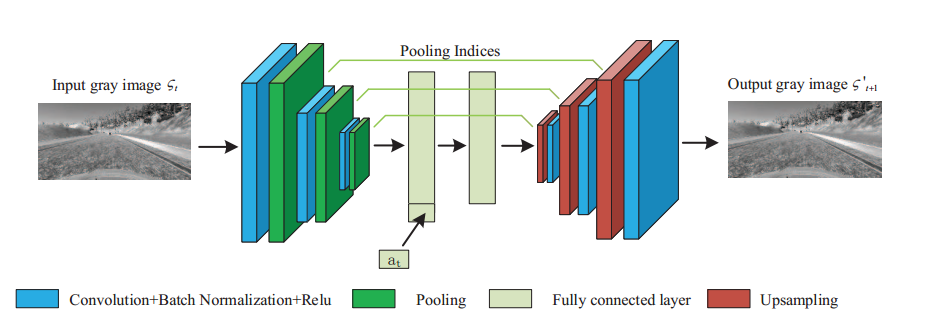 Pooling Indices
Input gray image ς_t
Output gray image ς'_{t+1}
a_t
Convolution+Batch Normalization+Relu
Pooling
Fully connected layer
Upsampling